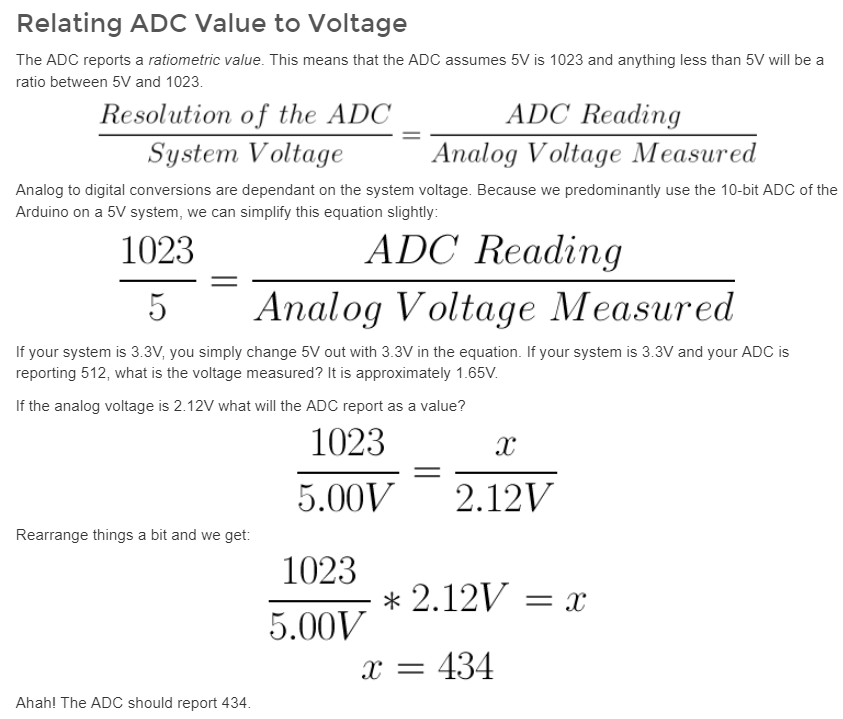 Relating ADC Value to Voltage
The ADC reports a ratiometric value. This means that the ADC assumes 5V is 1023 and anything less than 5V will be a
ratio between 5V and 1023.
Resolution of the ADC / System Voltage = ADC Reading / Analog Voltage Measured
Analog to digital conversions are dependant on the system voltage. Because we predominantly use the 10-bit ADC of the
Arduino on a 5V system, we can simplify this equation slightly:
1023 / 5 = ADC Reading / Analog Voltage Measured
If your system is 3.3V, you simply change 5V out with 3.3V in the equation. If your system is 3.3V and your ADC is
reporting 512, what is the voltage measured? It is approximately 1.65V.
If the analog voltage is 2.12V what will the ADC report as a value?
1023 / 5.00V = x / 2.12V
Rearrange things a bit and we get:
1023 / 5.00V * 2.12V = x
x = 434
Ahah! The ADC should report 434.